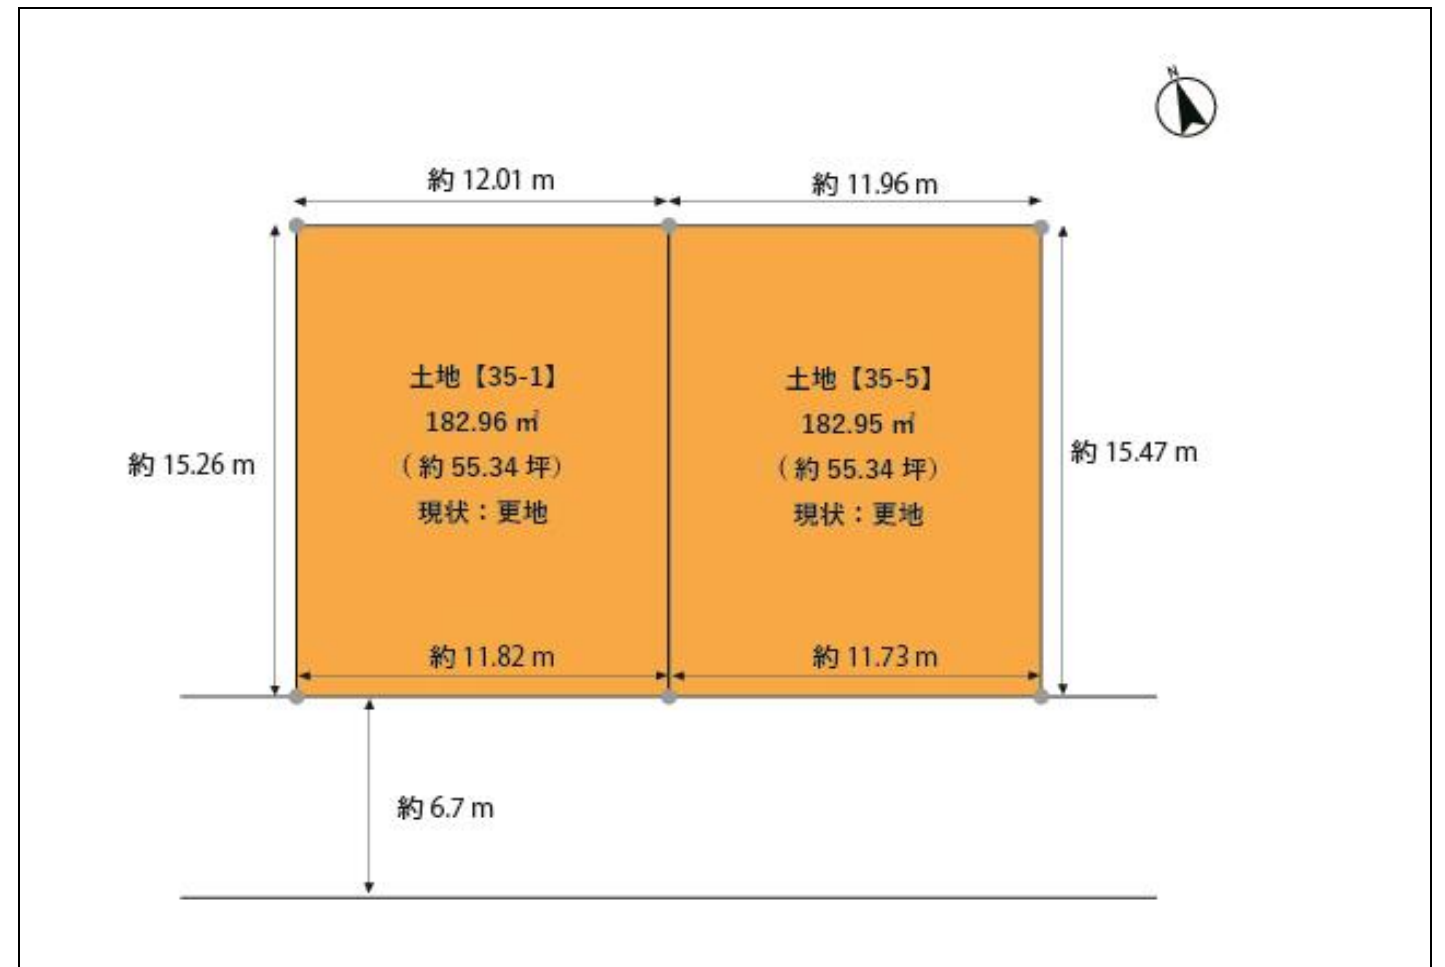 N
約 12.01 m
約 11.96 m
土地【35-1】
182.96 ㎡
（約 55.34 坪）
現状：更地
土地【35-5】
182.95 ㎡
（約 55.34 坪）
現状：更地
約 15.26 m
約 15.47 m
約 11.82 m
約 11.73 m
約 6.7 m